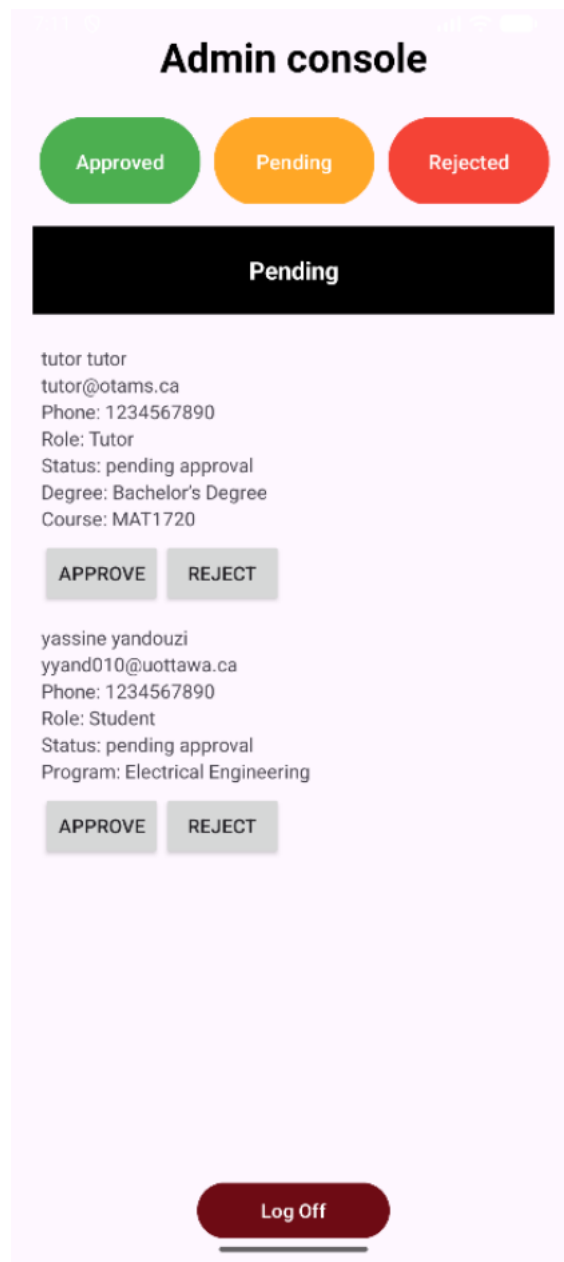 Admin console
Approved Pending Rejected
Pending
tutor tutor
tutor@otams.ca
Phone: 1234567890
Role: Tutor
Status: pending approval
Degree: Bachelor's Degree
Course: MAT1720
APPROVE REJECT
yassine yandouzi
yyand010@uottawa.ca
Phone: 1234567890
Role: Student
Status: pending approval
Program: Electrical Engineering
APPROVE REJECT
Log Off